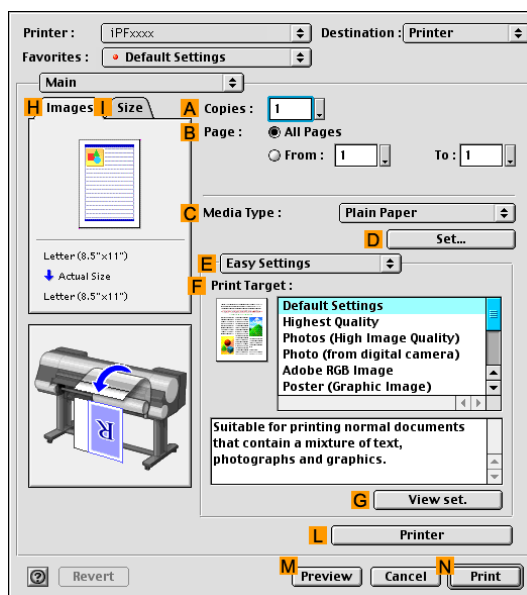 Printer : iPFxxxx Destination : Printer
Favorites : Default Settings
Main
H Images I Size
A Copies : 1
B Page : All Pages
From : 1 To : 1
C Media Type : Plain Paper
D Set...
Letter (8.5"x11")
Actual Size
Letter (8.5"x11")
E Easy Settings
F Print Target :
Default Settings
Highest Quality
Photos (High Image Quality)
Photo (from digital camera)
Adobe RGB Image
Poster (Graphic Image)
R
Suitable for printing normal documents
that contain a mixture of text,
photographs and graphics.
G View set.
L Printer
? Revert M Preview Cancel N Print